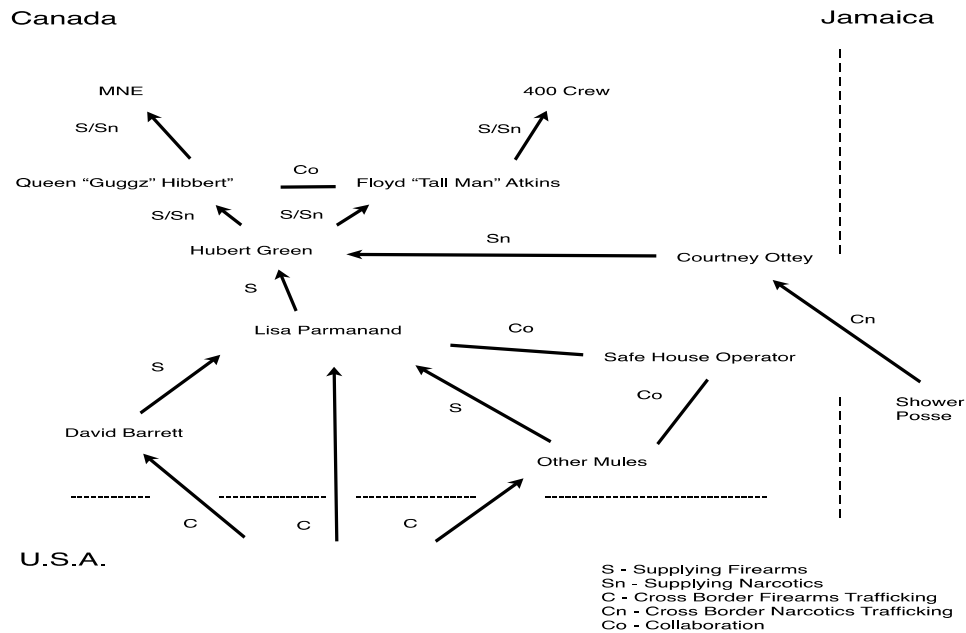 Canada
Jamaica
MNE
400 Crew
S/Sn
S/Sn
Co
Queen “Guggz” Hibbert”
Floyd “Tall Man” Atkins
S/Sn
S/Sn
Sn
Hubert Green
Courtney Ottey
S
Cn
Lisa Parmanand
Co
Safe House Operator
S
Co
Shower
Posse
S
David Barrett
Other Mules
C
C
C
U.S.A.
S - Supplying Firearms
Sn - Supplying Narcotics
C - Cross Border Firearms Trafficking
Cn - Cross Border Narcotics Trafficking
Co - Collaboration